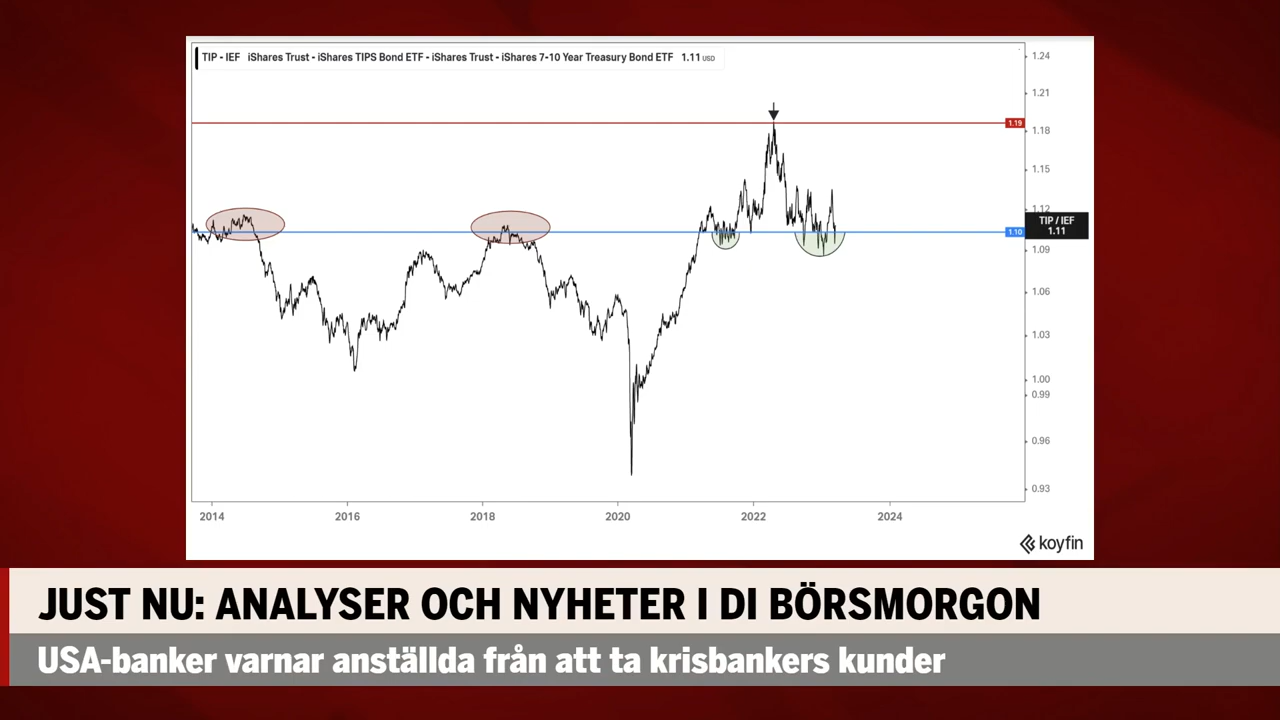 TIP - IEF iShares Trust - iShares TIPS Bond ETF - iShares Trust - iShares 7-10 Year Treasury Bond ETF 1.11 USD
1.24
1.21
1.19
1.18
1.15
1.12
TIP / IEF
1.11
1.10
1.09
1.06
1.03
1.00
0.99
0.96
0.93
2014 2016 2018 2020 2022 2024
koyfin
JUST NU: ANALYSER OCH NYHETER I DI BÖRSMORGON
USA-banker varnar anställda från att ta krisbankers kunder